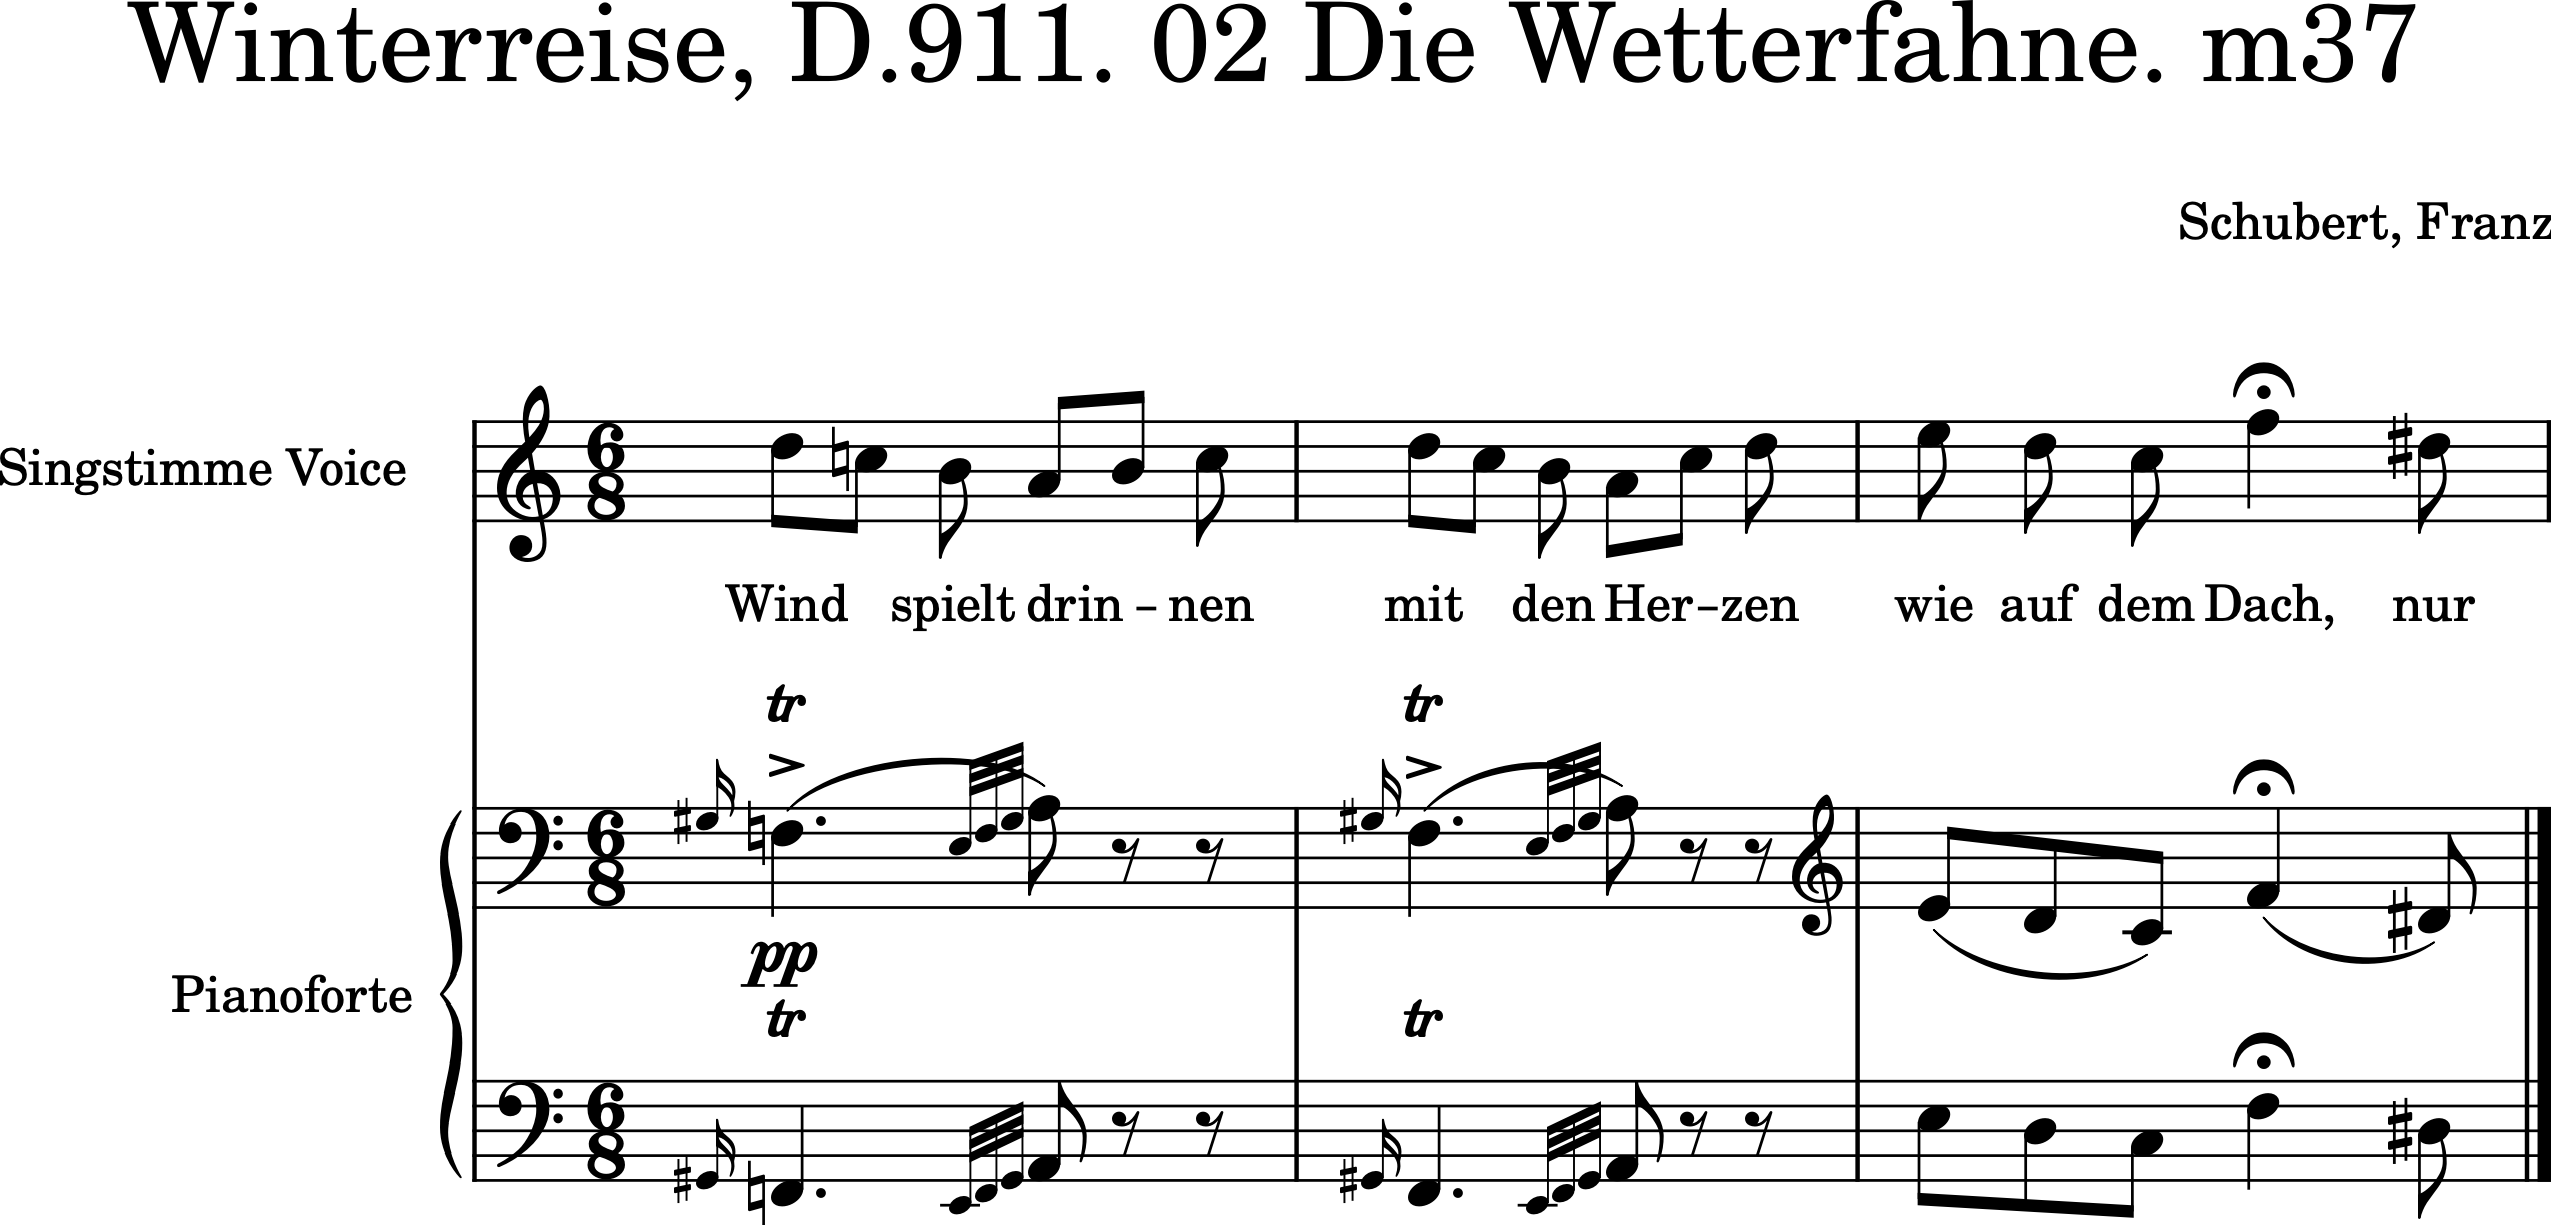 Winterreise, D.911. 02 Die Wetterfahne. m37
Schubert, Franz
Singstimme Voice
Wind spielt drin - nen mit den Her-zen wie auf dem Dach, nur
tr tr
pp
Pianoforte
tr tr